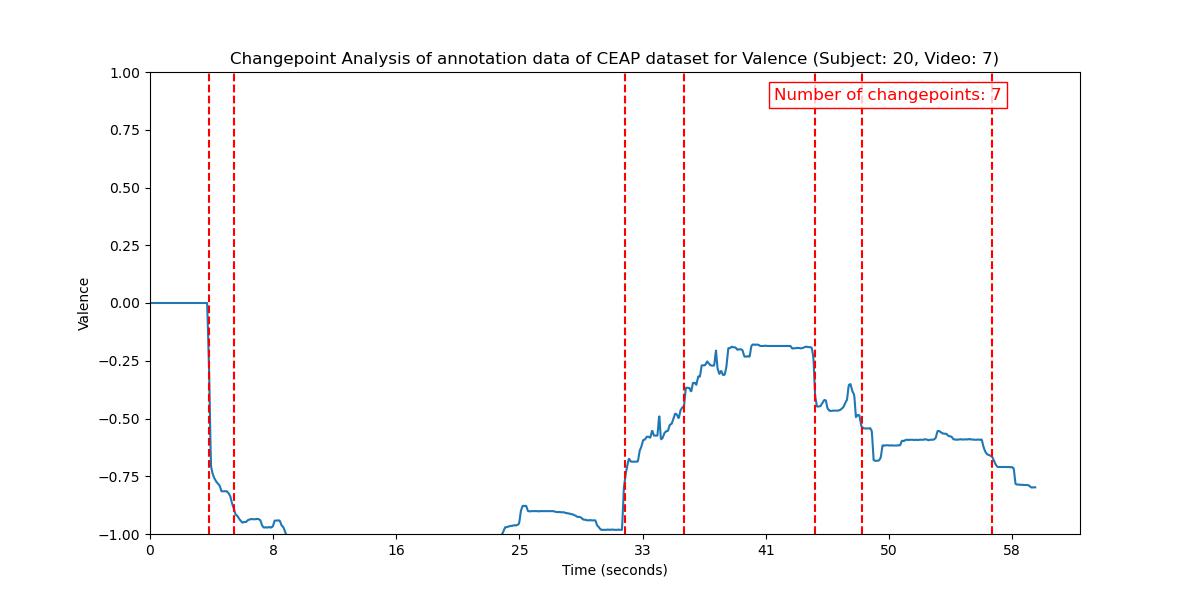 Changepoint Analysis of annotation data of CEAP dataset for Valence (Subject: 20, Video: 7)
Number of changepoints: 7
Valence
1.00
0.75
0.50
0.25
0.00
−0.25
−0.50
−0.75
−1.00
0 8 16 25 33 41 50 58
Time (seconds)